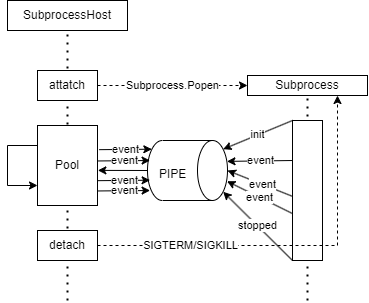 SubprocessHost
attatch
Subprocess.Popen
Subprocess
init
Pool
event
event
event
event
PIPE
event
event
event
stopped
detach
SIGTERM/SIGKILL